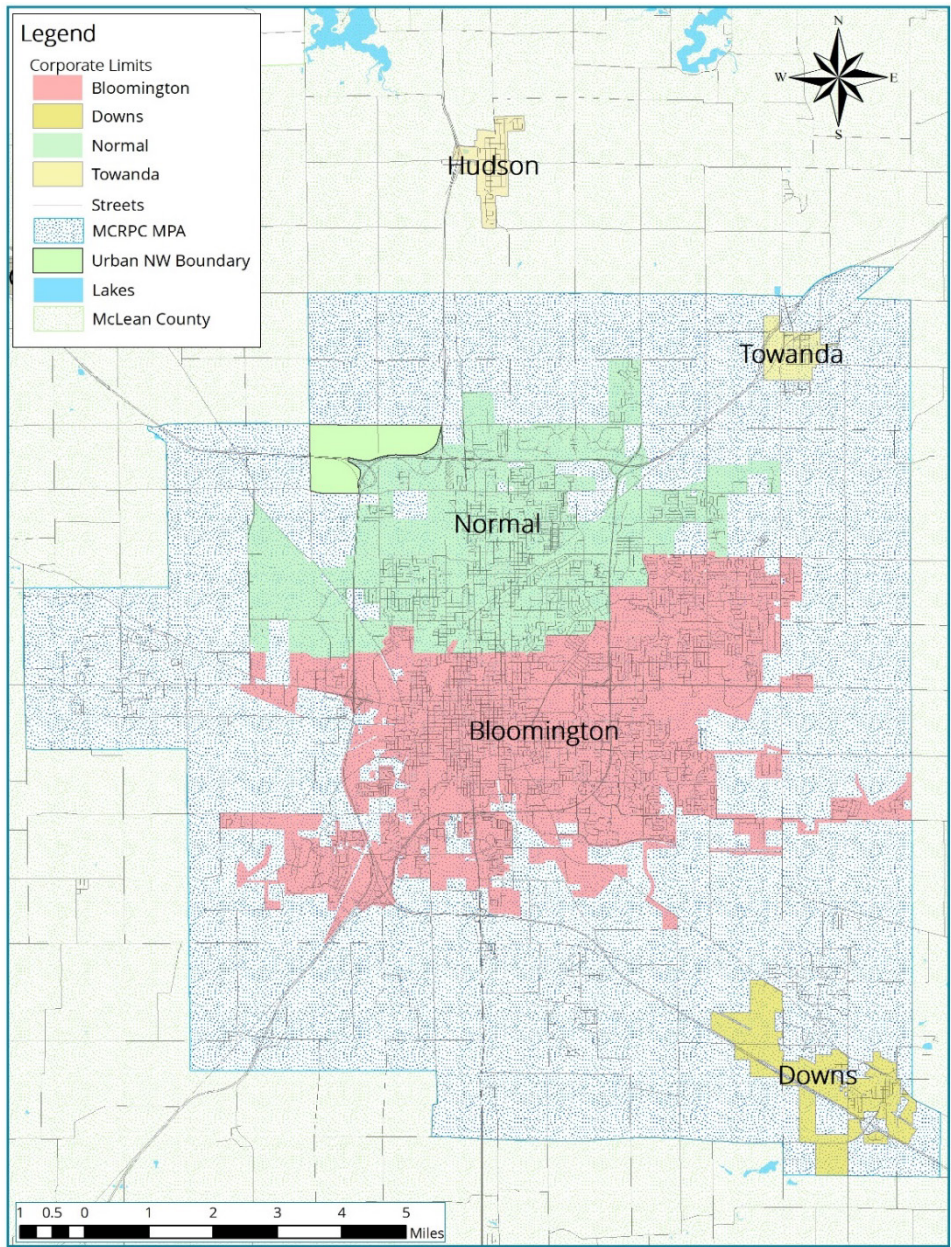 Legend
Corporate Limits
Bloomington
Downs
Normal
Towanda
Streets
MCRPC MPA
Urban NW Boundary
Lakes
McLean County
N
W E
S
Hudson
Towanda
Normal
Bloomington
Downs
1 0.5 0 1 2 3 4 5
Miles